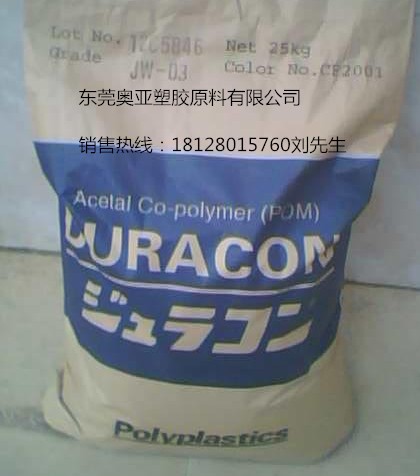 Lot No. 12C5846 Net 25kg
Grade JW-03 Color No.CF2001
东莞奥亚塑胶原料有限公司
销售热线：18128015760刘先生
Acetal Co-polymer (POM)
DURACON
ジュラコン
Polyplastics